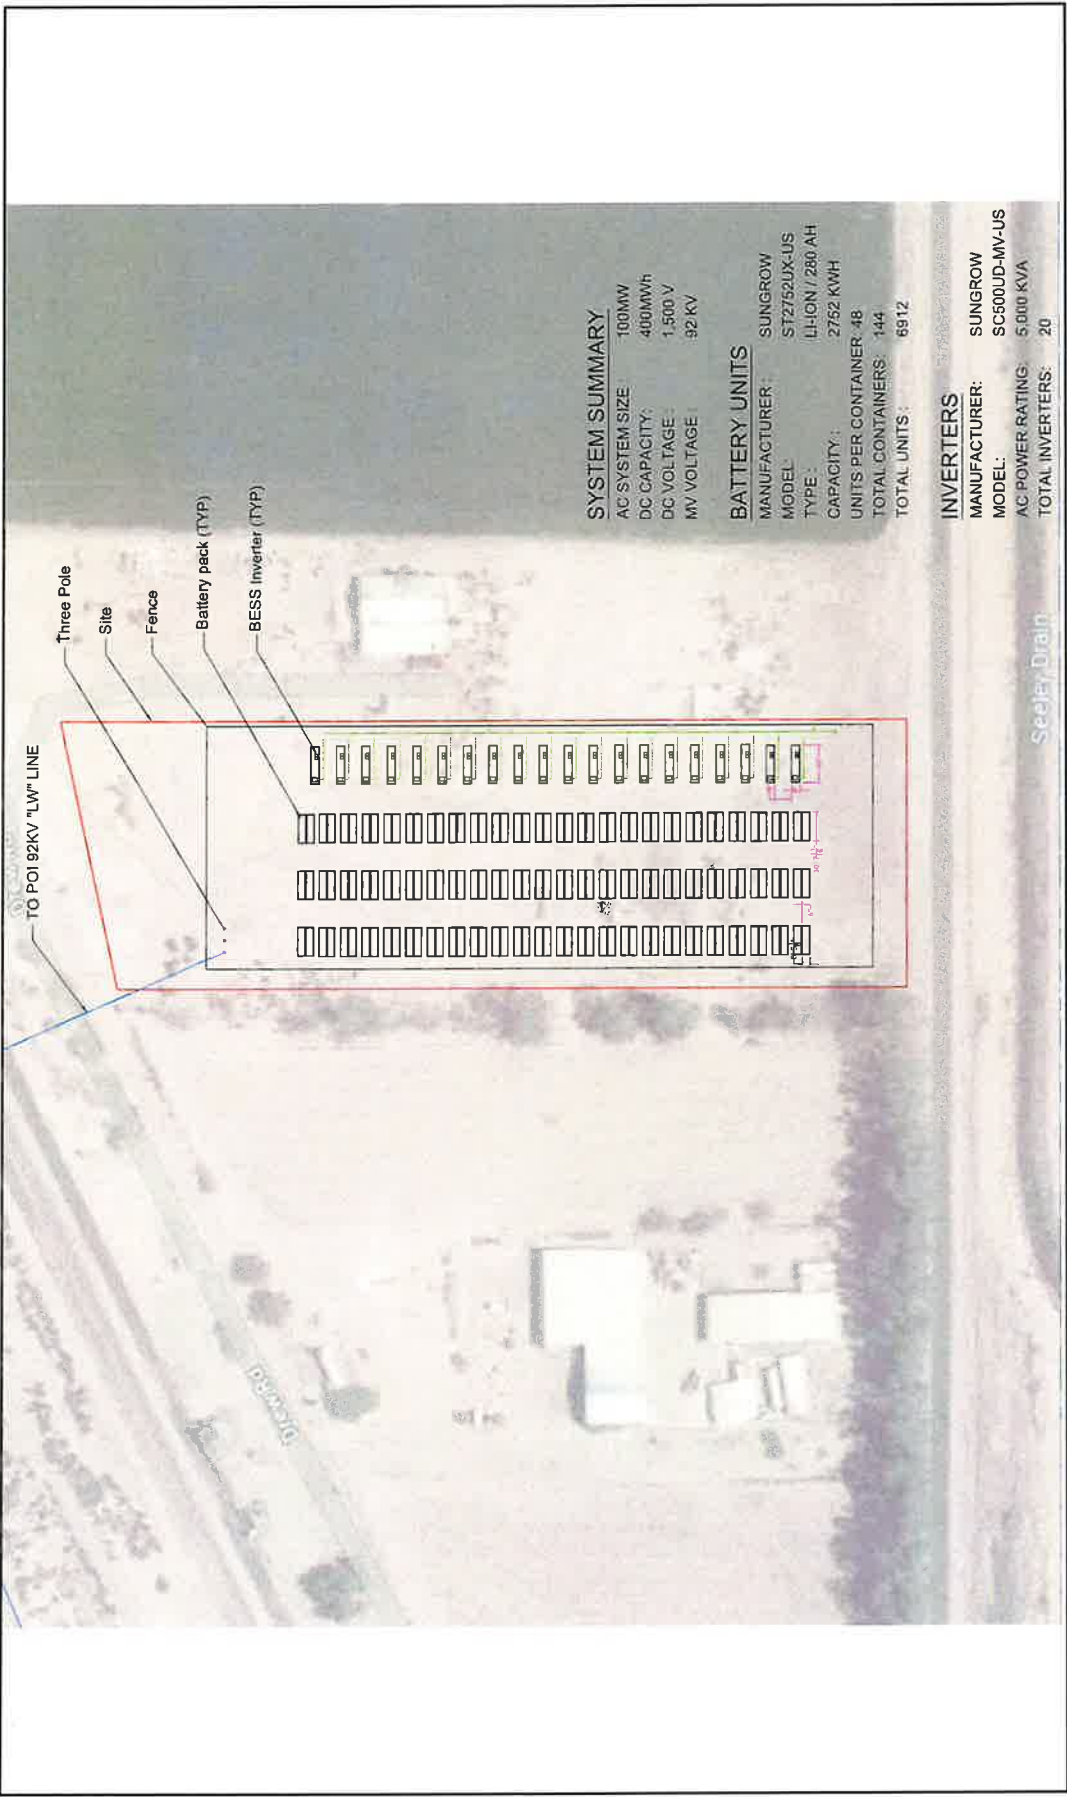 TO POI 92KV "LW" LINE
Three Pole
Site
Fence
Battery pack (TYP)
BESS Inverter (TYP)
SYSTEM SUMMARY
AC SYSTEM SIZE : 100MW
DC CAPACITY: 400MWh
DC VOLTAGE : 1,500 V
MV VOLTAGE : 92 KV
BATTERY UNITS
MANUFACTURER : SUNGROW
MODEL: ST2752UX-US
TYPE : LI-ION / 280 AH
CAPACITY : 2752 KWH
UNITS PER CONTAINER: 48
TOTAL CONTAINERS: 144
TOTAL UNITS : 6912
INVERTERS
MANUFACTURER: SUNGROW
MODEL: SC500UD-MV-US
AC POWER RATING: 5,000 KVA
TOTAL INVERTERS: 20
Drew Rd
Seeley Drain